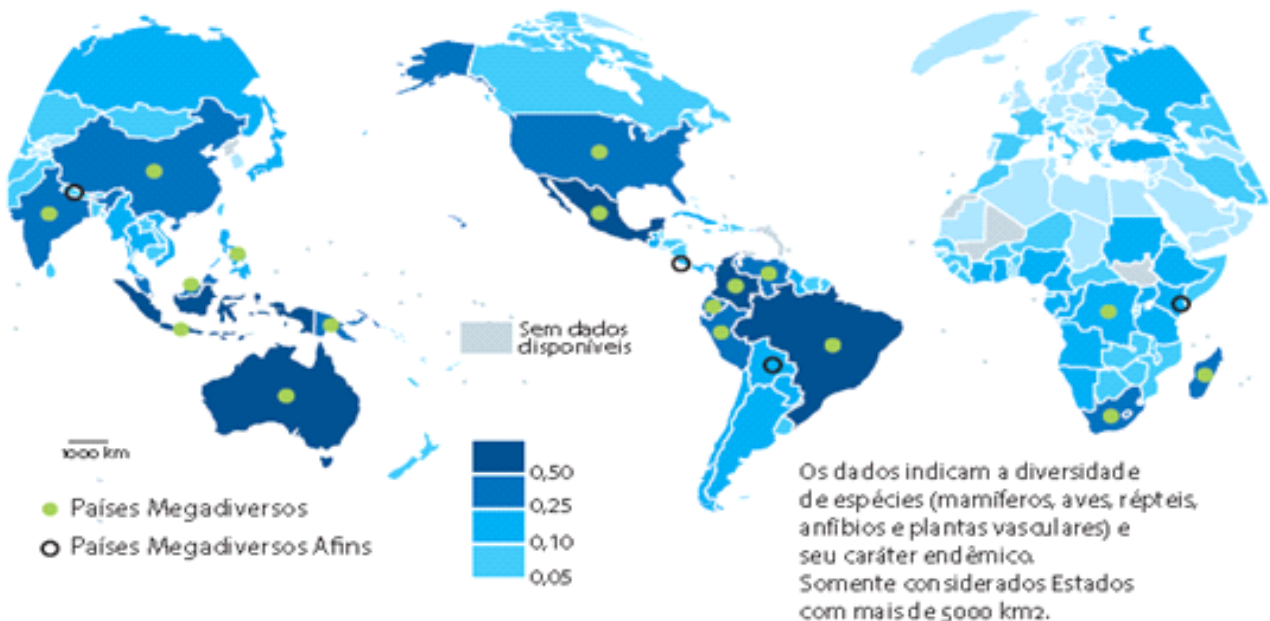 Sem dados
disponíveis
1000 km
Países Megadiversos
Países Megadiversos Afins
0,50
0,25
0,10
0,05
Os dados indicam a diversidade
de espécies (mamíferos, aves, répteis,
anfíbios e plantas vasculares) e
seu caráter endêmico.
Somente considerados Estados
com mais de 5000 km2.